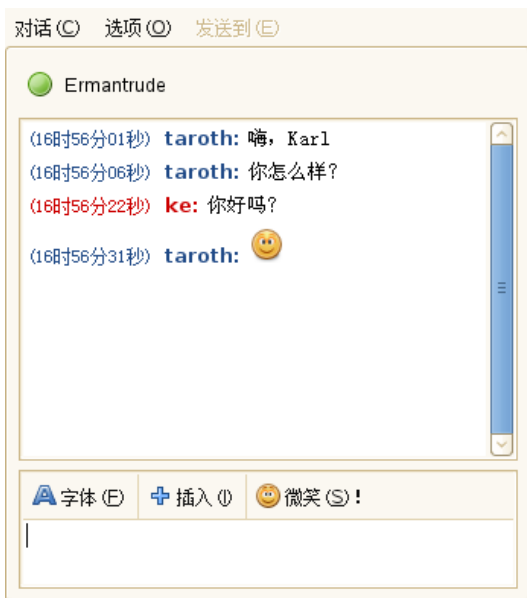 对话(C) 选项(O) 发送到(E)
Ermantrude
(16时56分01秒) taroth: 嗨，Karl
(16时56分06秒) taroth: 你怎么样?
(16时56分22秒) ke: 你好吗?
(16时56分31秒) taroth:
字体(F) 插入(I) 微笑(S)!